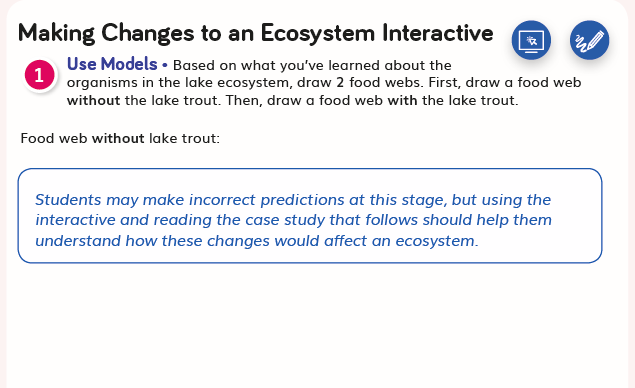 Making Changes to an Ecosystem Interactive
1 Use Models • Based on what you’ve learned about the
organisms in the lake ecosystem, draw 2 food webs. First, draw a food web
without the lake trout. Then, draw a food web with the lake trout.
Food web without lake trout:
Students may make incorrect predictions at this stage, but using the
interactive and reading the case study that follows should help them
understand how these changes would affect an ecosystem.